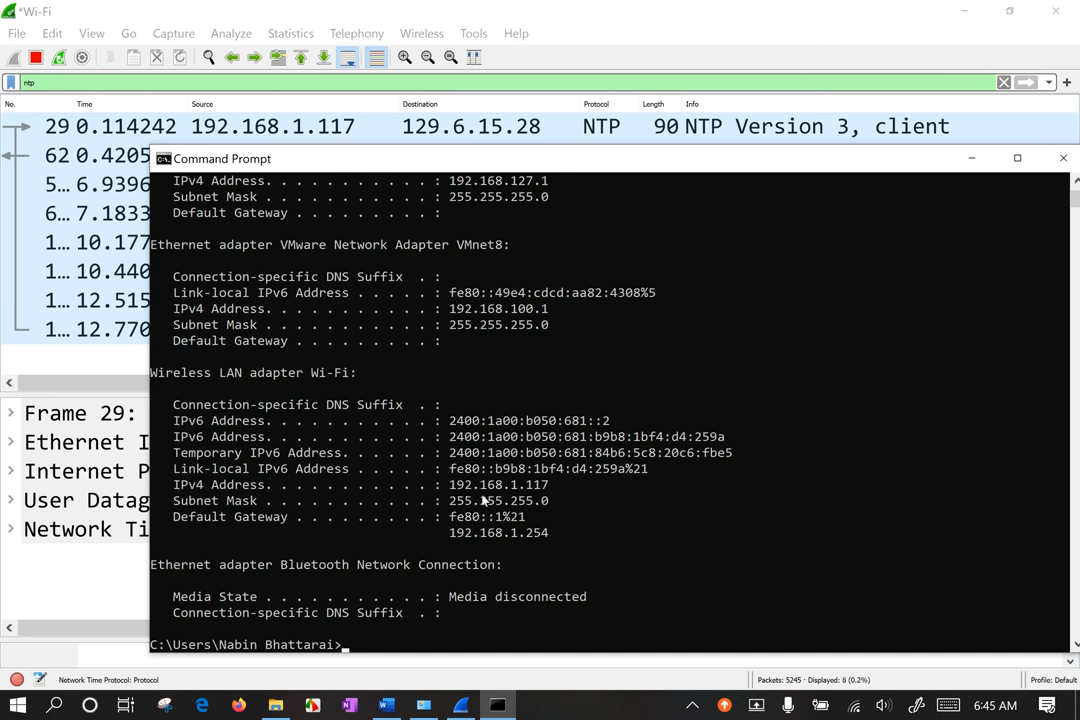 *Wi-Fi
File Edit View Go Capture Analyze Statistics Telephony Wireless Tools Help
ntp
No. Time Source Destination Protocol Length Info
29 0.114242 192.168.1.117 129.6.15.28 NTP 90 NTP Version 3, client
62 0.4205
5… 6.9396
6… 7.1833
1… 10.177
1… 10.440
1… 12.515
1… 12.770
Frame 29:
Ethernet I
Internet P
User Datag
Network Ti
Command Prompt
IPv4 Address. . . . . . . . . . . : 192.168.127.1
Subnet Mask . . . . . . . . . . . : 255.255.255.0
Default Gateway . . . . . . . . . :
Ethernet adapter VMware Network Adapter VMnet8:
Connection-specific DNS Suffix  . :
Link-local IPv6 Address . . . . . : fe80::49e4:cdcd:aa82:4308%5
IPv4 Address. . . . . . . . . . . : 192.168.100.1
Subnet Mask . . . . . . . . . . . : 255.255.255.0
Default Gateway . . . . . . . . . :
Wireless LAN adapter Wi-Fi:
Connection-specific DNS Suffix  . :
IPv6 Address. . . . . . . . . . . : 2400:1a00:b050:681::2
IPv6 Address. . . . . . . . . . . : 2400:1a00:b050:681:b9b8:1bf4:d4:259a
Temporary IPv6 Address. . . . . . : 2400:1a00:b050:681:84b6:5c8:20c6:fbe5
Link-local IPv6 Address . . . . . : fe80::b9b8:1bf4:d4:259a%21
IPv4 Address. . . . . . . . . . . : 192.168.1.117
Subnet Mask . . . . . . . . . . . : 255.255.255.0
Default Gateway . . . . . . . . . : fe80::1%21
192.168.1.254
Ethernet adapter Bluetooth Network Connection:
Media State . . . . . . . . . . . : Media disconnected
Connection-specific DNS Suffix  . :
C:\Users\Nabin Bhattarai>
Network Time Protocol: Protocol Packets: 5245 · Displayed: 8 (0.2%) Profile: Default
6:45 AM